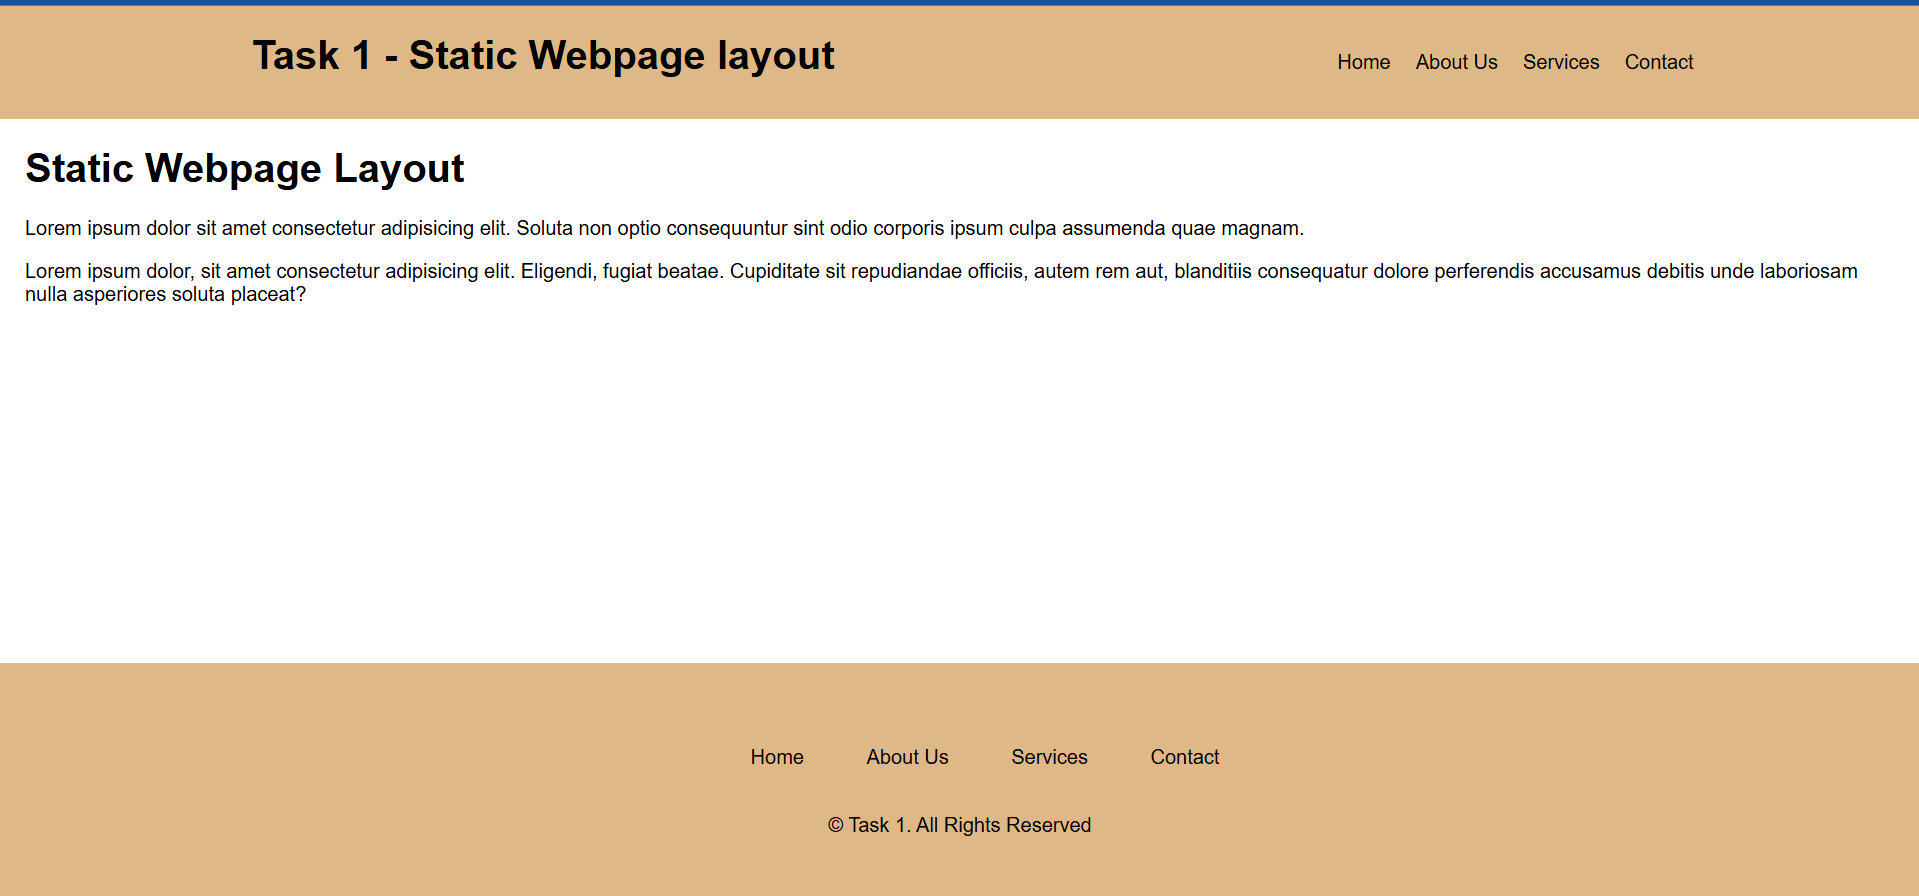 Task 1 - Static Webpage layout
Home About Us Services Contact
Static Webpage Layout
Lorem ipsum dolor sit amet consectetur adipisicing elit. Soluta non optio consequuntur sint odio corporis ipsum culpa assumenda quae magnam.
Lorem ipsum dolor, sit amet consectetur adipisicing elit. Eligendi, fugiat beatae. Cupiditate sit repudiandae officiis, autem rem aut, blanditiis consequatur dolore perferendis accusamus debitis unde laboriosam
nulla asperiores soluta placeat?
Home About Us Services Contact
© Task 1. All Rights Reserved